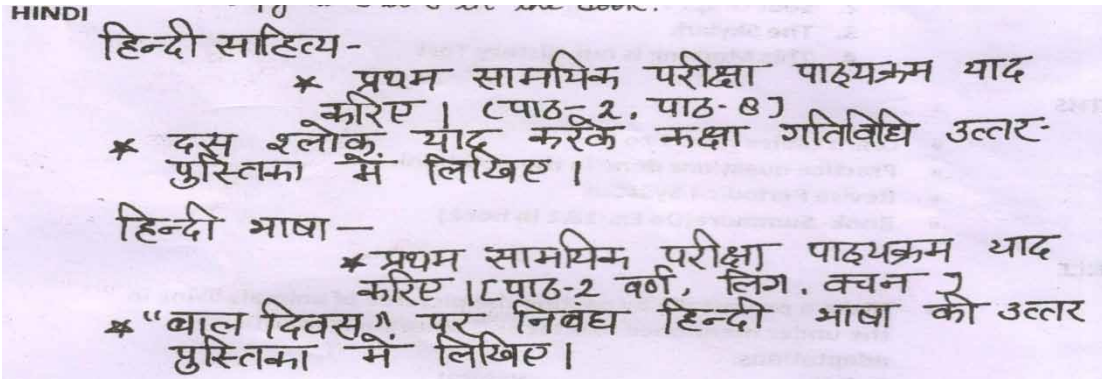 HINDI
हिन्दी साहित्य-
* प्रथम सामयिक परीक्षा पाठ्यक्रम याद
करिए । (पाठ-2, पाठ-8)
* दस श्लोक याद करके कक्षा गतिविधि उत्तर-
पुस्तिका में लिखिए ।
हिन्दी भाषा –
* प्रथम सामयिक परीक्षा पाठ्यक्रम याद
करिए ।(पाठ-2 वर्ण, लिंग, वचन)
* "बाल दिवस" पर निबंध हिन्दी भाषा की उत्तर
पुस्तिका में लिखिए ।